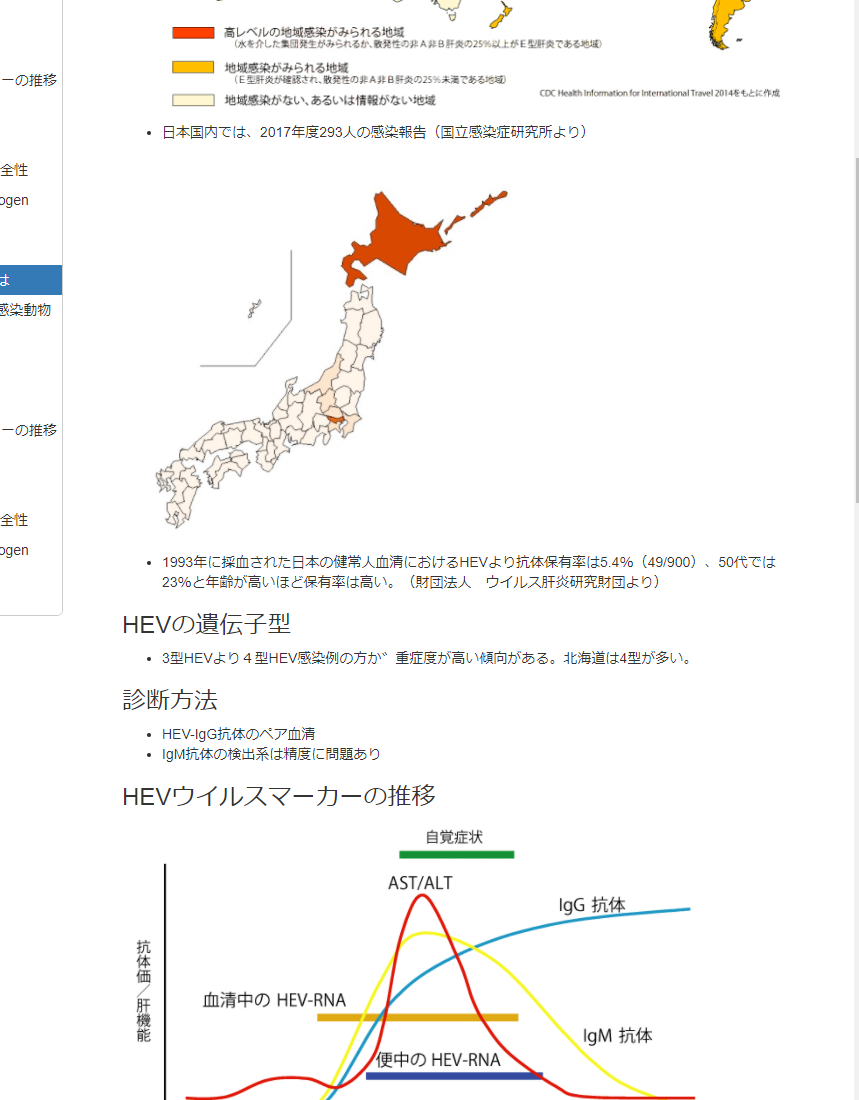 高レベルの地域感染がみられる地域
（水を介した集団発生がみられるか、散発性の非Ａ非Ｂ肝炎の25％以上がＥ型肝炎である地域）
地域感染がみられる地域
（Ｅ型肝炎が確認され、散発性の非ＡＢ肝炎の25％未満である地域）
地域感染がない、あるいは情報がない地域
CDC Health Information for International Travel 2014をもとに作成
ーの推移
全性
ogen
は
感染動物
ーの推移
全性
ogen
日本国内では、2017年度293人の感染報告（国立感染症研究所より）
1993年に採血された日本の健常人血清におけるHEVより抗体保有率は5.4%（49/900）、50代では
23%と年齢が高いほど保有率は高い。（財団法人　ウイルス肝炎研究財団より）
HEVの遺伝子型
3型HEVより４型HEV感染例の方か゛重症度が高い傾向がある。北海道は4型が多い。
診断方法
HEV-IgG抗体のペア血清
IgM抗体の検出系は精度に問題あり
HEVウイルスマーカーの推移
自覚症状
AST/ALT
IgG 抗体
抗体価／肝機能
血清中の HEV-RNA
IgM 抗体
便中の HEV-RNA